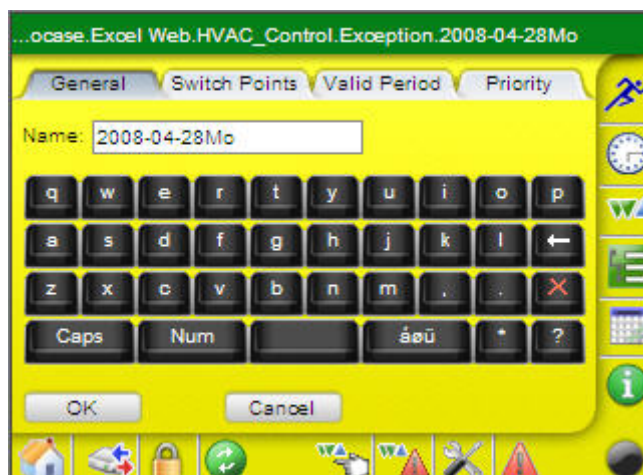 ...ocase.Excel Web.HVAC_Control.Exception.2008-04-28Mo
General Switch Points Valid Period Priority
Name: 2008-04-28Mo
q w e r t y u i o p
a s d f g h j k l ←
z x c v b n m , . X
Caps Num áøü * ?
OK Cancel